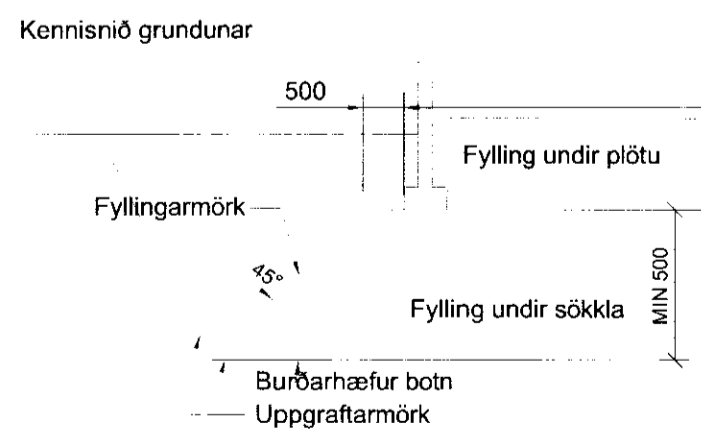 Kennisnið grundunar
500
Fylling undir plötu
Fyllingarmörk
45°
MIN 500
Fylling undir sökkla
Burðarhæfur botn
Uppgraftarmörk